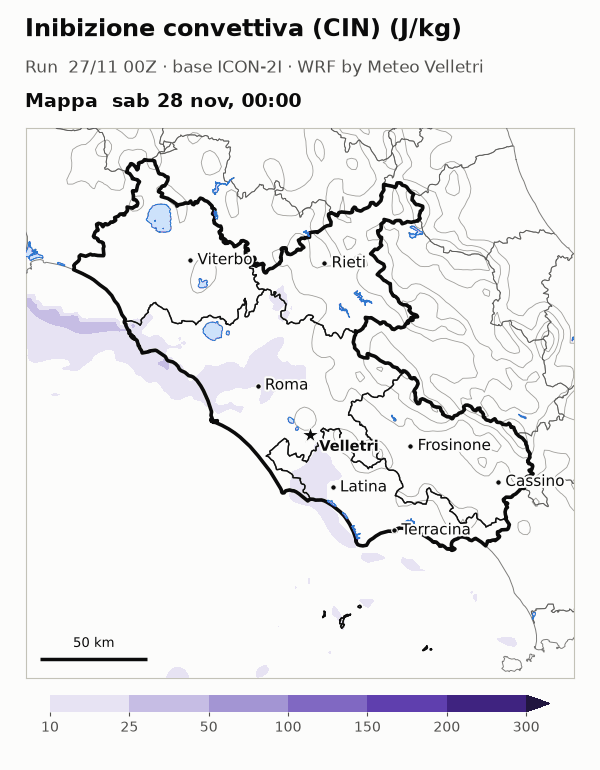 Inibizione convettiva (CIN) (J/kg)
Run 27/11 00Z · base ICON-2I · WRF by Meteo Velletri
Mappa sab 28 nov, 00:00
Viterbo
Rieti
Roma
Velletri
Frosinone
Cassino
Latina
Terracina
50 km
10 25 50 100 150 200 300